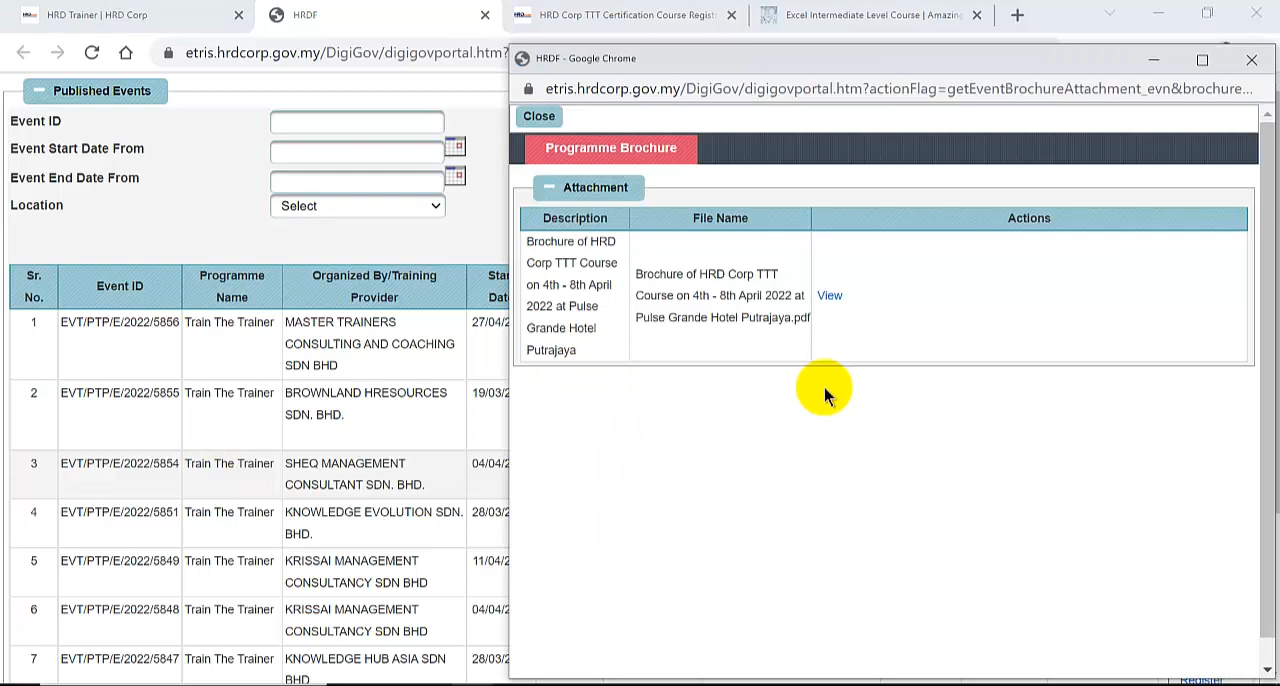 HRD Trainer | HRD Corp
HRDF
HRD Corp TTT Certification Course Regist
Excel Intermediate Level Course | Amazing
etris.hrdcorp.gov.my/DigiGov/digigovportal.htm?
HRDF - Google Chrome
etris.hrdcorp.gov.my/DigiGov/digigovportal.htm?actionFlag=getEventBrochureAttachment_evn&brochure...
Published Events
Event ID
Event Start Date From
Event End Date From
Location
Select
Sr. No.
Event ID
Programme Name
Organized By/Training Provider
1
EVT/PTP/E/2022/5856
Train The Trainer
MASTER TRAINERS
CONSULTING AND COACHING
SDN BHD
27/04/2
2
EVT/PTP/E/2022/5855
Train The Trainer
BROWNLAND HRESOURCES
SDN. BHD.
19/03/2
3
EVT/PTP/E/2022/5854
Train The Trainer
SHEQ MANAGEMENT
CONSULTANT SDN. BHD.
04/04/2
4
EVT/PTP/E/2022/5851
Train The Trainer
KNOWLEDGE EVOLUTION SDN.
BHD.
28/03/2
5
EVT/PTP/E/2022/5849
Train The Trainer
KRISSAI MANAGEMENT
CONSULTANCY SDN BHD
11/04/2
6
EVT/PTP/E/2022/5848
Train The Trainer
KRISSAI MANAGEMENT
CONSULTANCY SDN BHD
04/04/2
7
EVT/PTP/E/2022/5847
Train The Trainer
KNOWLEDGE HUB ASIA SDN
BHD
28/03/2
Close
Programme Brochure
Attachment
Description
File Name
Actions
Brochure of HRD
Corp TTT Course
on 4th - 8th April
2022 at Pulse
Grande Hotel
Putrajaya
Brochure of HRD Corp TTT
Course on 4th - 8th April 2022 at
Pulse Grande Hotel Putrajaya.pdf
View
Register